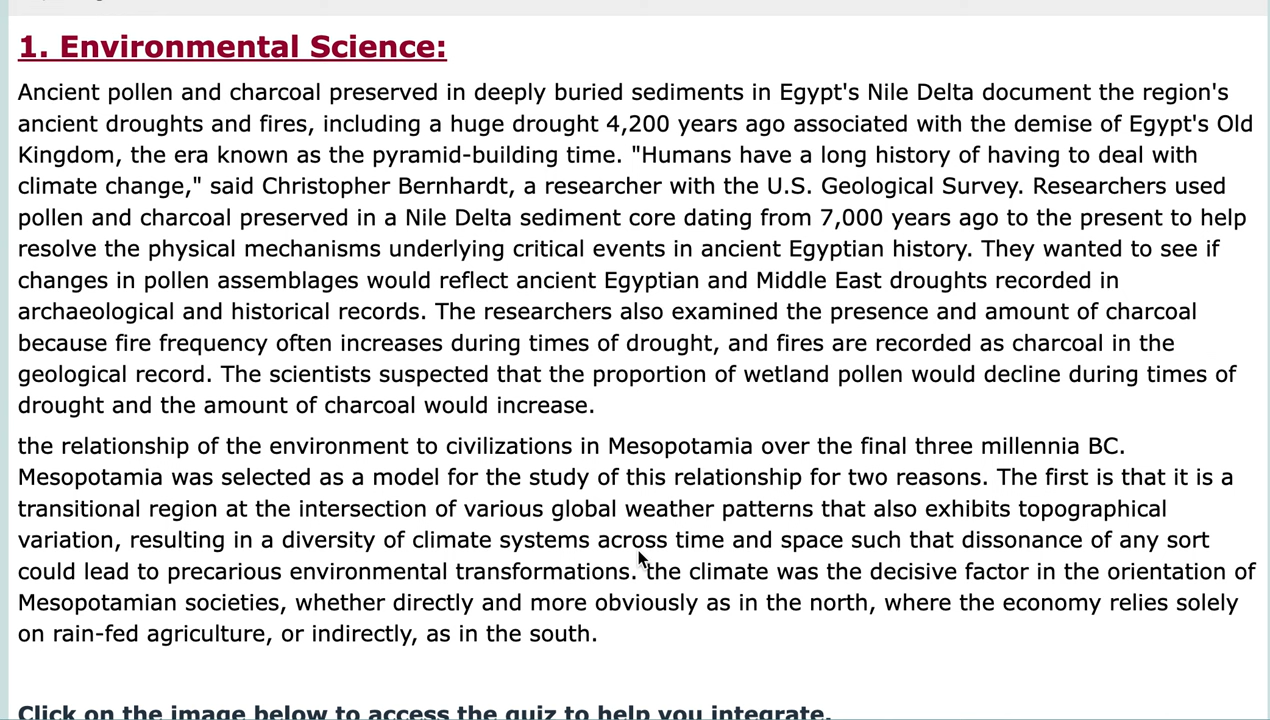 1. Environmental Science:
Ancient pollen and charcoal preserved in deeply buried sediments in Egypt's Nile Delta document the region's
ancient droughts and fires, including a huge drought 4,200 years ago associated with the demise of Egypt's Old
Kingdom, the era known as the pyramid-building time. "Humans have a long history of having to deal with
climate change," said Christopher Bernhardt, a researcher with the U.S. Geological Survey. Researchers used
pollen and charcoal preserved in a Nile Delta sediment core dating from 7,000 years ago to the present to help
resolve the physical mechanisms underlying critical events in ancient Egyptian history. They wanted to see if
changes in pollen assemblages would reflect ancient Egyptian and Middle East droughts recorded in
archaeological and historical records. The researchers also examined the presence and amount of charcoal
because fire frequency often increases during times of drought, and fires are recorded as charcoal in the
geological record. The scientists suspected that the proportion of wetland pollen would decline during times of
drought and the amount of charcoal would increase.
the relationship of the environment to civilizations in Mesopotamia over the final three millennia BC.
Mesopotamia was selected as a model for the study of this relationship for two reasons. The first is that it is a
transitional region at the intersection of various global weather patterns that also exhibits topographical
variation, resulting in a diversity of climate systems across time and space such that dissonance of any sort
could lead to precarious environmental transformations. the climate was the decisive factor in the orientation of
Mesopotamian societies, whether directly and more obviously as in the north, where the economy relies solely
on rain-fed agriculture, or indirectly, as in the south.
Click on the image below to access the quiz to help you integrate.